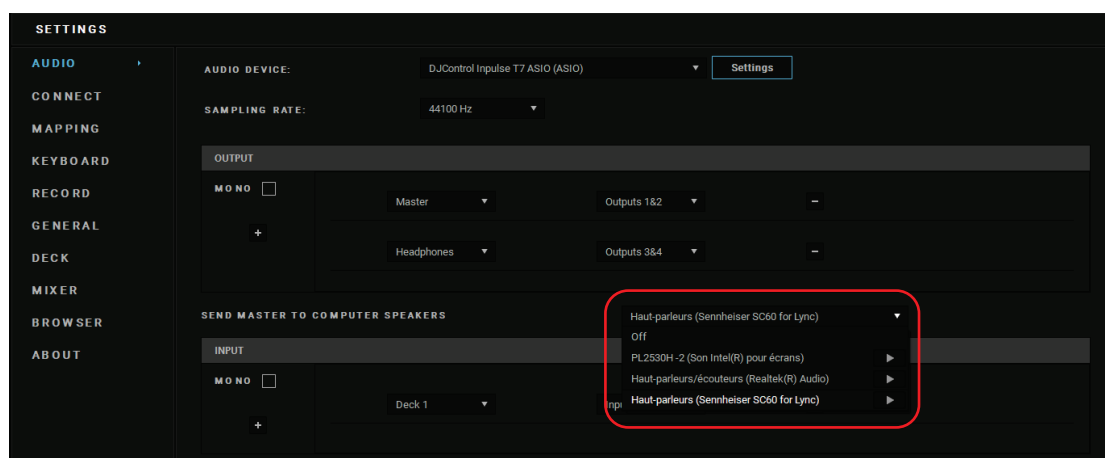 SETTINGS
AUDIO
CONNECT
MAPPING
KEYBOARD
RECORD
GENERAL
DECK
MIXER
BROWSER
ABOUT
AUDIO DEVICE: DJControl Inpulse T7 ASIO (ASIO) Settings
SAMPLING RATE: 44100 Hz
OUTPUT
MONO
Master Outputs 1&2 -
+
Headphones Outputs 3&4 -
SEND MASTER TO COMPUTER SPEAKERS Haut-parleurs (Sennheiser SC60 for Lync)
Off
PL2530H -2 (Son Intel(R) pour écrans)
Haut-parleurs/écouteurs (Realtek(R) Audio)
Haut-parleurs (Sennheiser SC60 for Lync)
INPUT
MONO
Deck 1
+